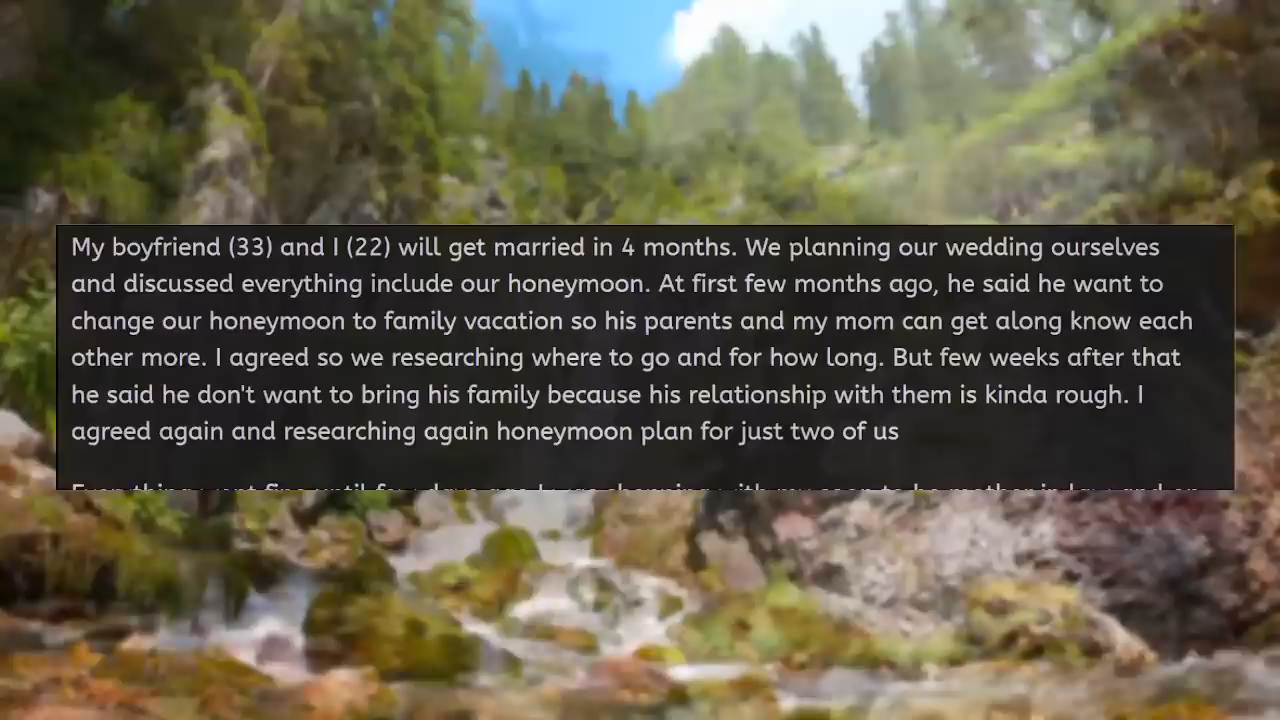 My boyfriend (33) and I (22) will get married in 4 months. We planning our wedding ourselves
and discussed everything include our honeymoon. At first few months ago, he said he want to
change our honeymoon to family vacation so his parents and my mom can get along know each
other more. I agreed so we researching where to go and for how long. But few weeks after that
he said he don't want to bring his family because his relationship with them is kinda rough. I
agreed again and researching again honeymoon plan for just two of us